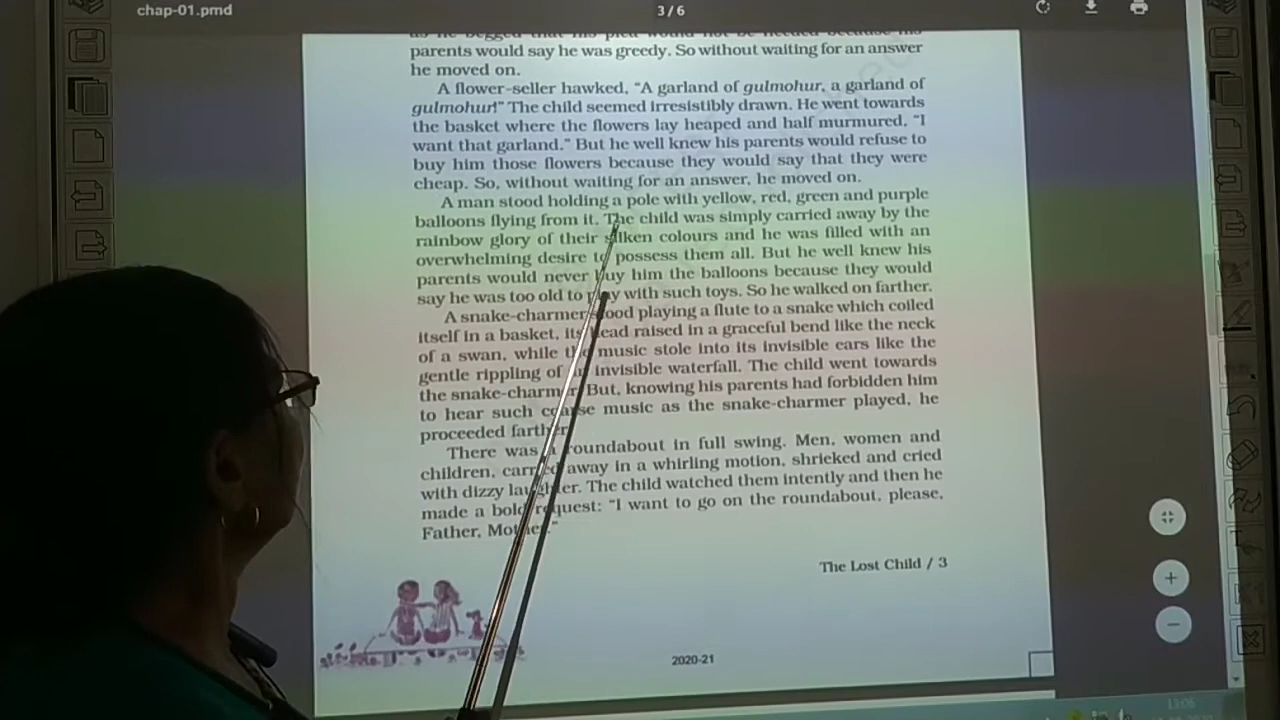 chap-01.pmd
3 / 6
parents would say he was greedy. So without waiting for an answer
he moved on.
A flower-seller hawked, "A garland of gulmohur, a garland of
gulmohur!" The child seemed irresistibly drawn. He went towards
the basket where the flowers lay heaped and half murmured, "I
want that garland." But he well knew his parents would refuse to
buy him those flowers because they would say that they were
cheap. So, without waiting for an answer, he moved on.
A man stood holding a pole with yellow, red, green and purple
balloons flying from it. The child was simply carried away by the
rainbow glory of their silken colours and he was filled with an
overwhelming desire to possess them all. But he well knew his
parents would never buy him the balloons because they would
say he was too old to play with such toys. So he walked on farther.
A snake-charmer stood playing a flute to a snake which coiled
itself in a basket, its head raised in a graceful bend like the neck
of a swan, while the music stole into its invisible ears like the
gentle rippling of an invisible waterfall. The child went towards
the snake-charmer. But, knowing his parents had forbidden him
to hear such coarse music as the snake-charmer played, he
proceeded farther.
There was a roundabout in full swing. Men, women and
children, carried away in a whirling motion, shrieked and cried
with dizzy laughter. The child watched them intently and then he
made a bold request: "I want to go on the roundabout, please,
Father, Mother."
The Lost Child / 3
2020-21
13:06